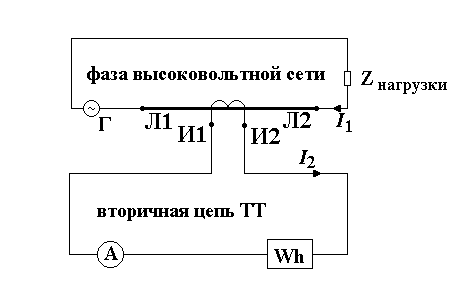 фаза высоковольтной сети
Z нагрузки
~
Г
Л1
Л2
I1
И1
И2
I2
вторичная цепь ТТ
A
Wh